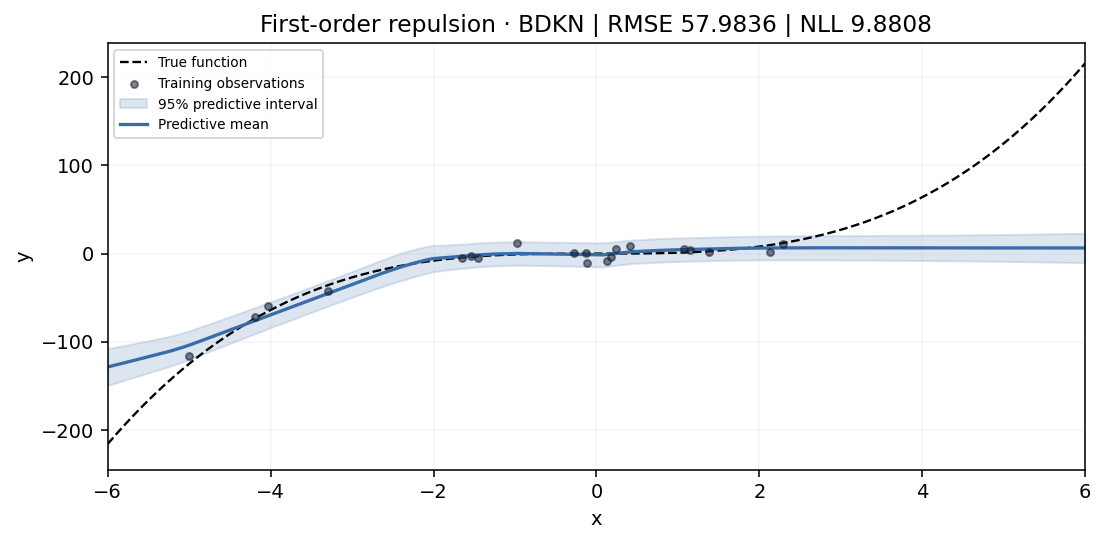 First-order repulsion · BDKN | RMSE 57.9836 | NLL 9.8808
True function
Training observations
95% predictive interval
Predictive mean
y
200
100
0
−100
−200
−6
−4
−2
0
2
4
6
x